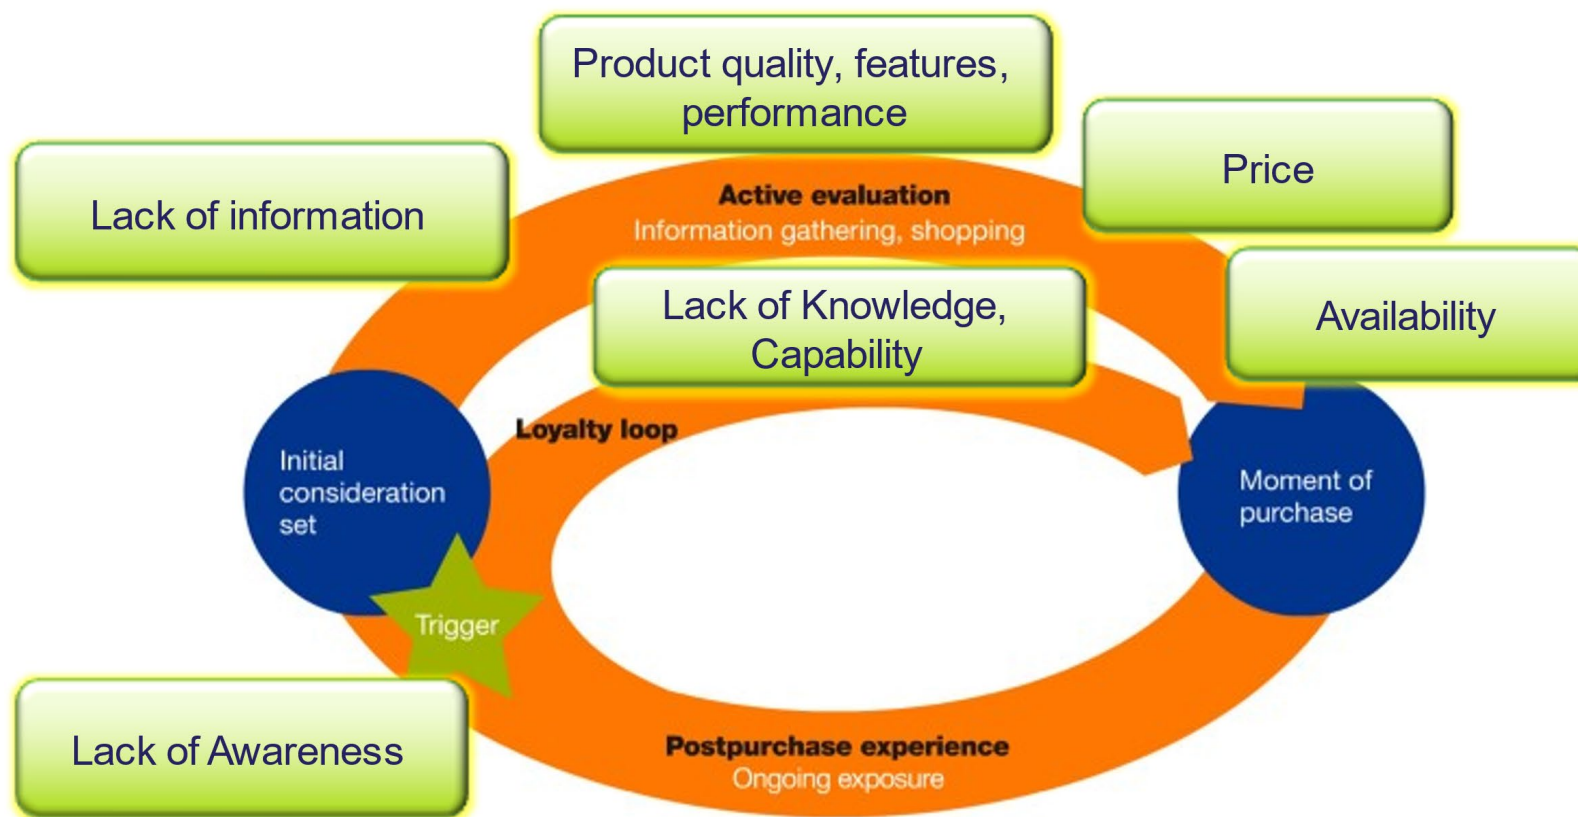 Product quality, features,
performance
Price
Lack of information
Active evaluation
Information gathering, shopping
Lack of Knowledge,
Capability
Availability
Loyalty loop
Initial
consideration
set
Moment of
purchase
Trigger
Lack of Awareness
Postpurchase experience
Ongoing exposure